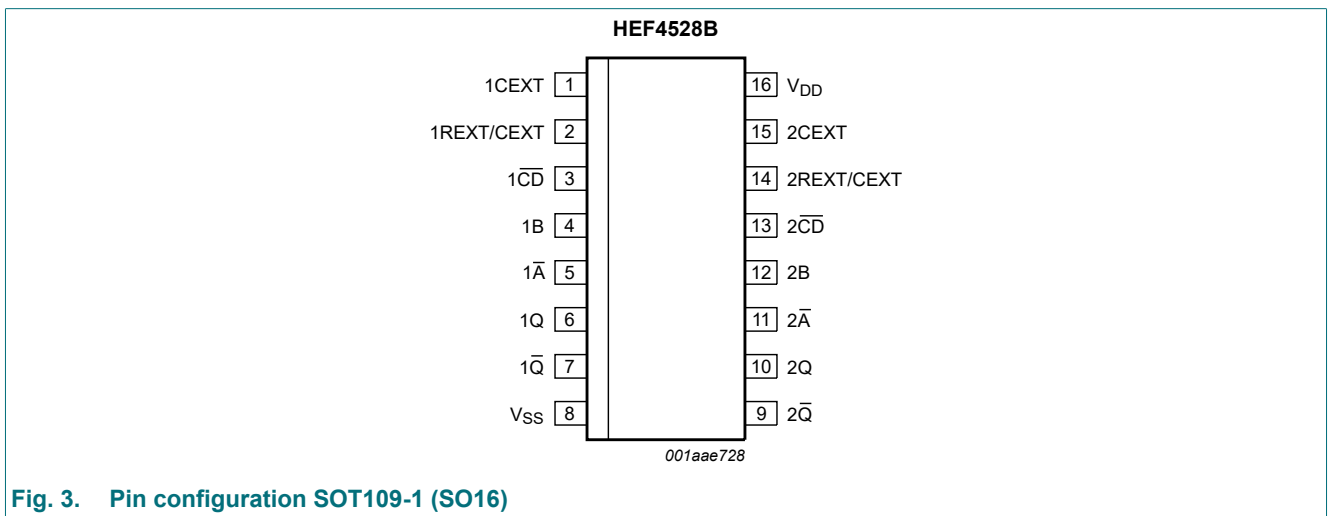 HEF4528B
1CEXT 1
1REXT/CEXT 2
1C̅D̅ 3
1B 4
1A̅ 5
1Q 6
1Q̅ 7
VSS 8
16 VDD
15 2CEXT
14 2REXT/CEXT
13 2C̅D̅
12 2B
11 2A̅
10 2Q
9 2Q̅
001aae728
Fig. 3. Pin configuration SOT109-1 (SO16)